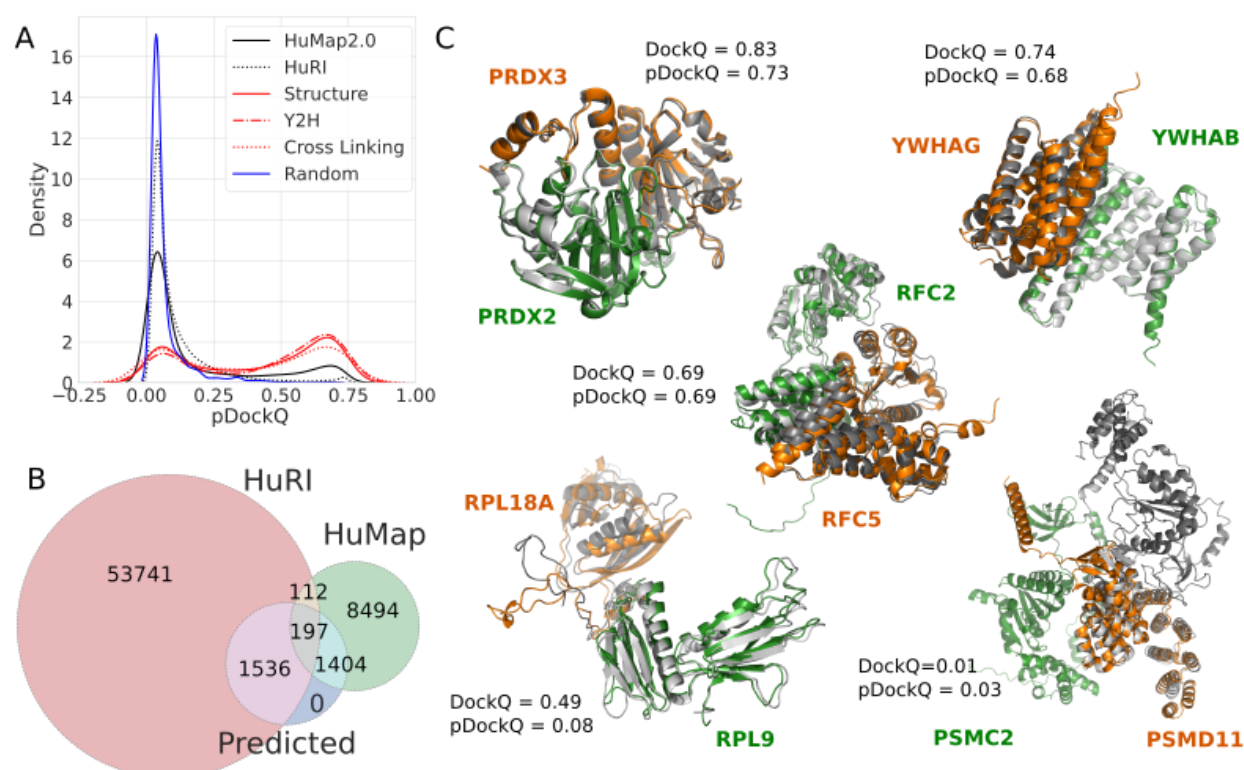 A
16
14
12
10
8
6
4
2
0
Density
−0.25
0.00
0.25
0.50
0.75
1.00
pDockQ
HuMap2.0
HuRI
Structure
Y2H
Cross Linking
Random
B
HuRI
HuMap
53741
112
8494
197
1536
1404
0
Predicted
C
DockQ = 0.83
pDockQ = 0.73
PRDX3
PRDX2
DockQ = 0.74
pDockQ = 0.68
YWHAG
YWHAB
RFC2
DockQ = 0.69
pDockQ = 0.69
RFC5
RPL18A
DockQ = 0.49
pDockQ = 0.08
RPL9
DockQ=0.01
pDockQ = 0.03
PSMC2
PSMD11